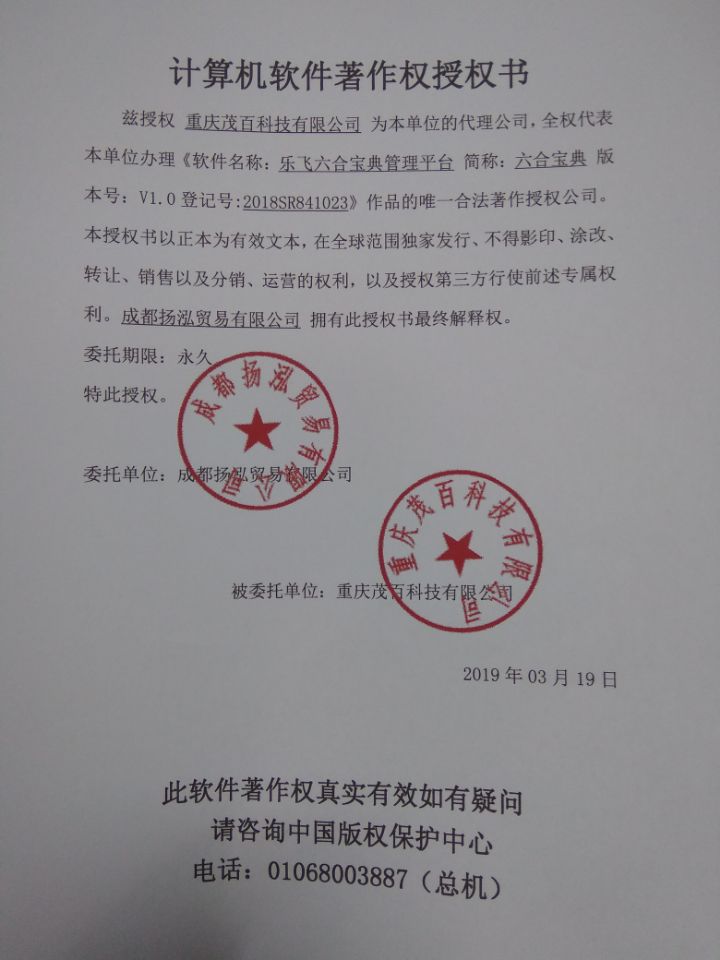 计算机软件著作权授权书
兹授权 重庆茂百科技有限公司 为本单位的代理公司，全权代表
本单位办理《软件名称：乐飞六合宝典管理平台 简称：六合宝典 版
本号：V1.0 登记号:2018SR841023》作品的唯一合法著作授权公司。
本授权书以正本为有效文本，在全球范围独家发行、不得影印、涂改、
转让、销售以及分销、运营的权利，以及授权第三方行使前述专属权
利。成都扬泓贸易有限公司 拥有此授权书最终解释权。
委托期限：永久
特此授权。
成都扬泓贸易有限公司
委托单位：成都扬泓贸易有限公司
重庆茂百科技有限公司
被委托单位：重庆茂百科技有限公司
2019 年 03 月 19 日
此软件著作权真实有效如有疑问
请咨询中国版权保护中心
电话：01068003887（总机）